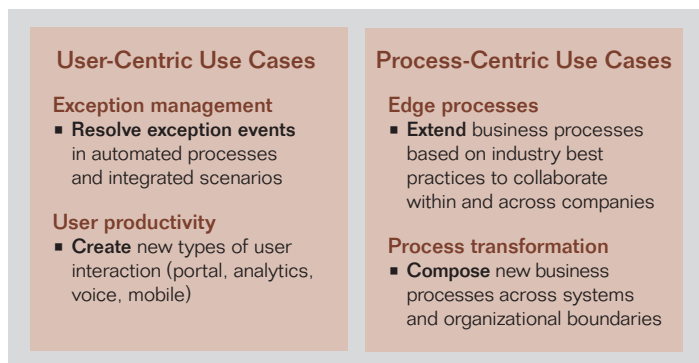 User-Centric Use Cases
Exception management
■ Resolve exception events
in automated processes
and integrated scenarios
User productivity
■ Create new types of user
interaction (portal, analytics,
voice, mobile)
Process-Centric Use Cases
Edge processes
■ Extend business processes
based on industry best
practices to collaborate
within and across companies
Process transformation
■ Compose new business
processes across systems
and organizational boundaries